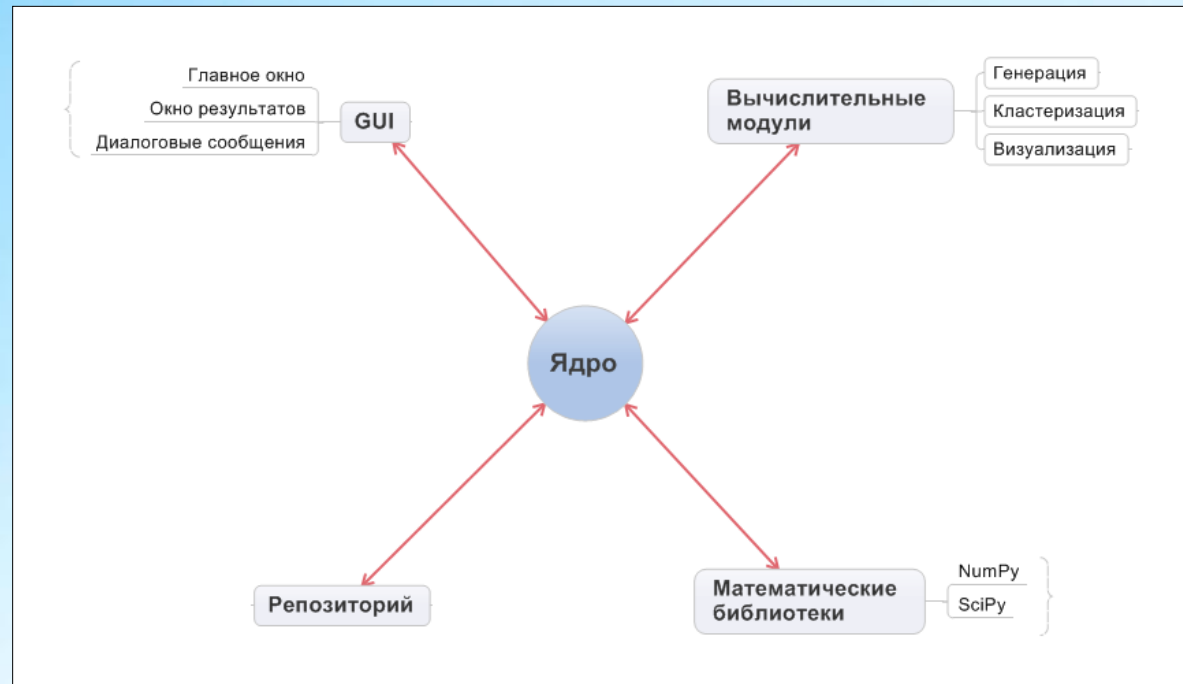 Главное окно
Окно результатов
Диалоговые сообщения
GUI
Вычислительные
модули
Генерация
Кластеризация
Визуализация
Ядро
Репозиторий
Математические
библиотеки
NumPy
SciPy